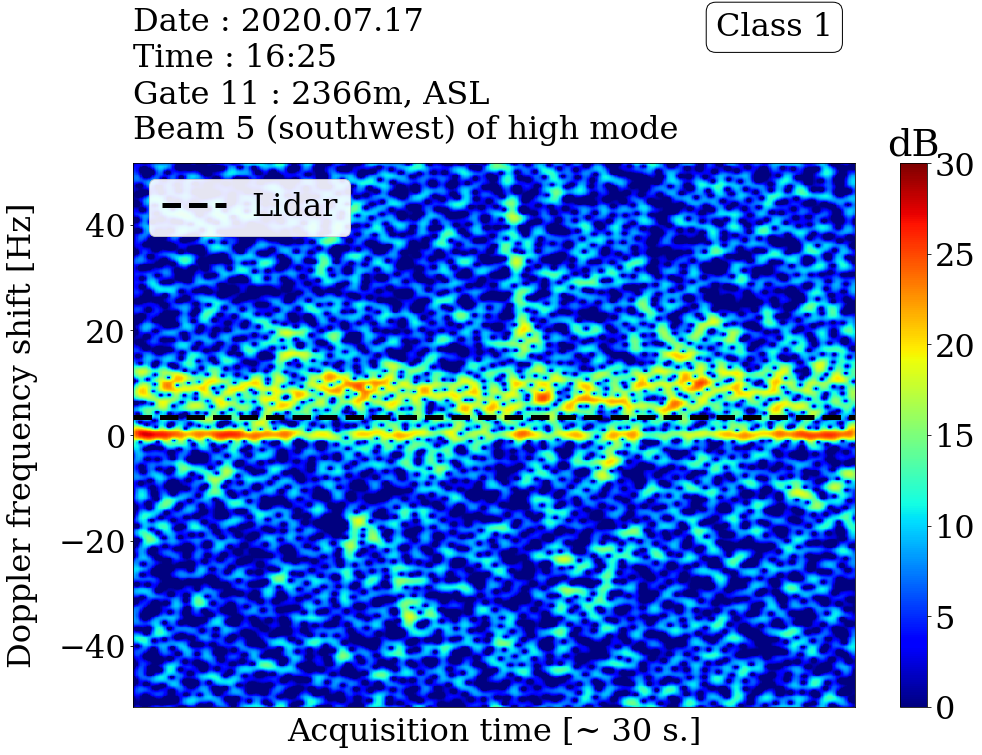 Date : 2020.07.17
Time : 16:25
Gate 11 : 2366m, ASL
Beam 5 (southwest) of high mode
Class 1
dB
Lidar
Doppler frequency shift [Hz]
40
20
0
−20
−40
Acquisition time [~ 30 s.]
30
25
20
15
10
5
0